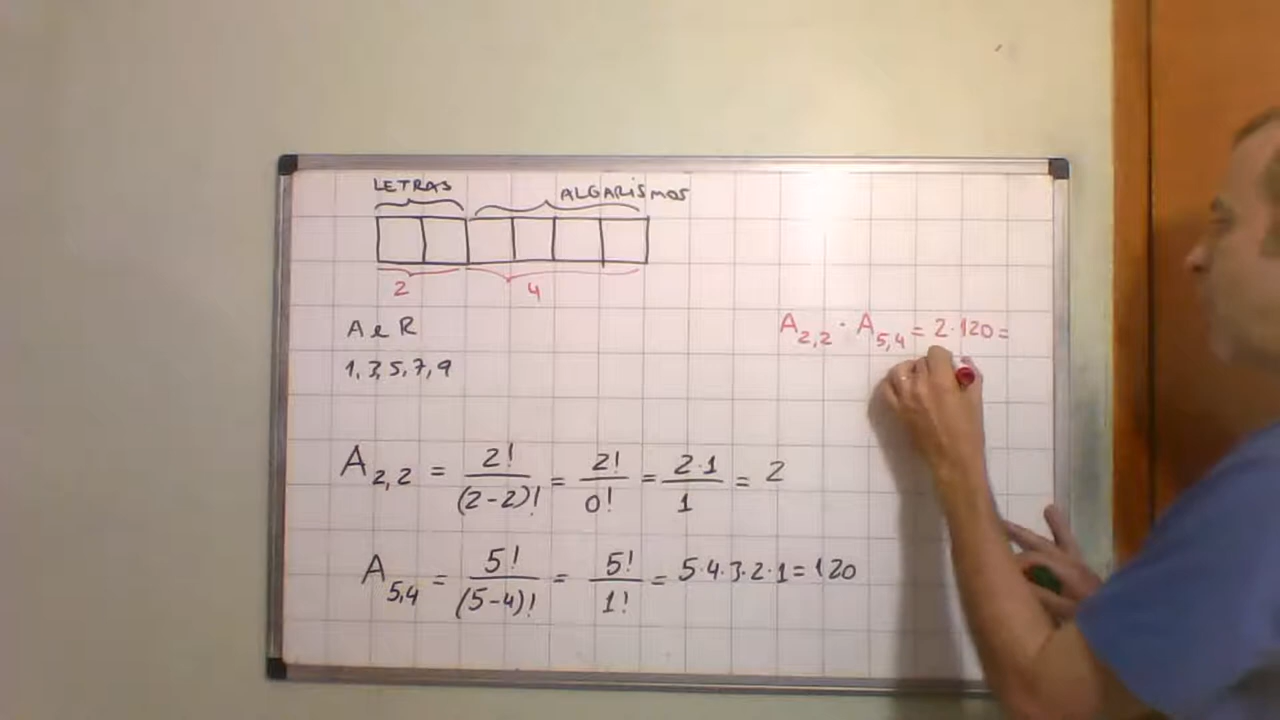 LETRAS ALGARISMOS
2 4
A e R
1,3,5,7,9
A2,2 · A5,4 = 2·120 =
A2,2 = 2!/(2-2)! = 2!/0! = 2·1/1 = 2
A5,4 = 5!/(5-4)! = 5!/1! = 5·4·3·2·1 = 120